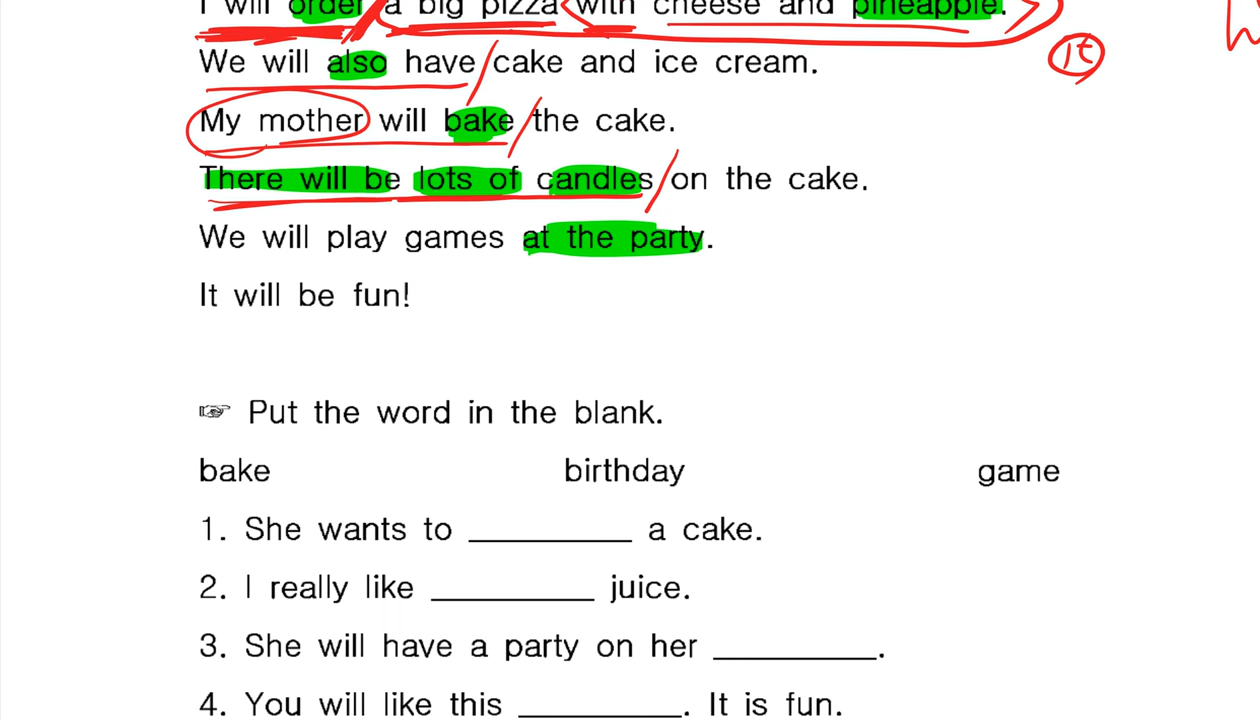 I will order a big pizza with cheese and pineapple.
We will also have cake and ice cream.
it
My mother will bake the cake.
There will be lots of candles on the cake.
We will play games at the party.
It will be fun!
☞ Put the word in the blank.
bake birthday game
1. She wants to __________ a cake.
2. I really like __________ juice.
3. She will have a party on her __________.
4. You will like this __________. It is fun.